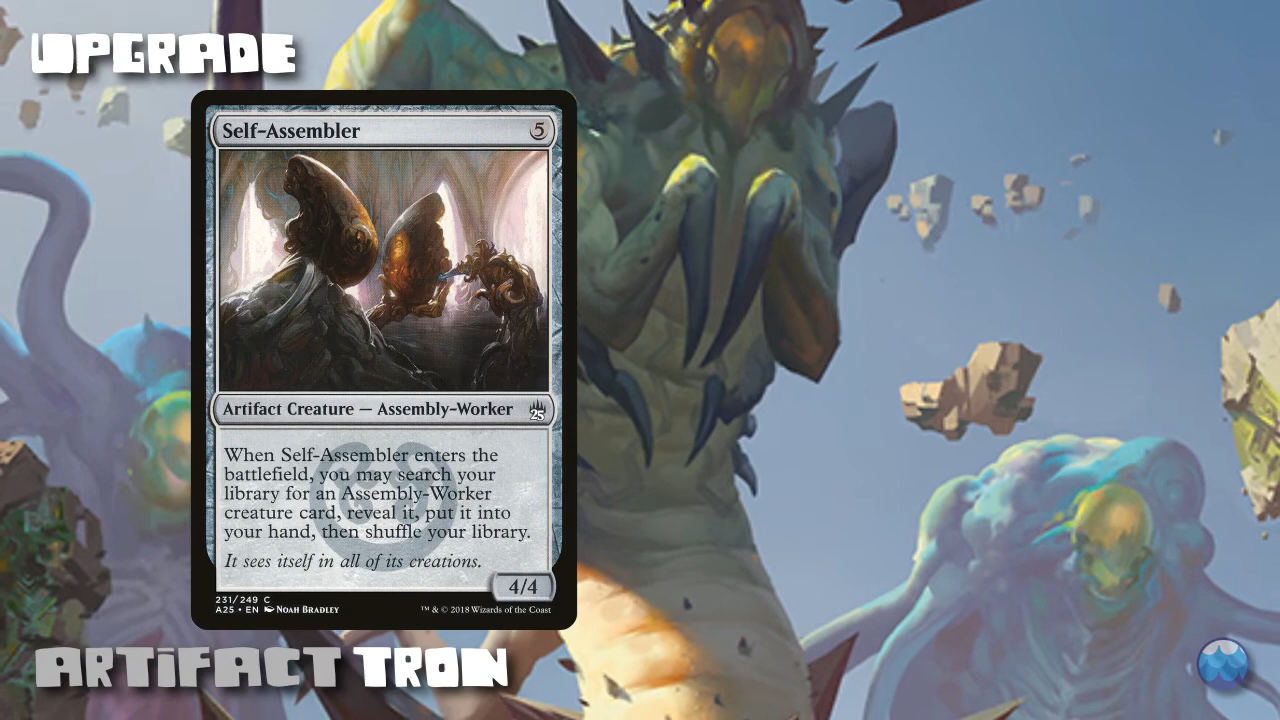 UPGRADE
Self-Assembler 5
Artifact Creature — Assembly-Worker
25
When Self-Assembler enters the
battlefield, you may search your
library for an Assembly-Worker
creature card, reveal it, put it into
your hand, then shuffle your library.
It sees itself in all of its creations.
4/4
231/249 C
A25 • EN Noah Bradley
™ & © 2018 Wizards of the Coast
ARTiFACT TRON